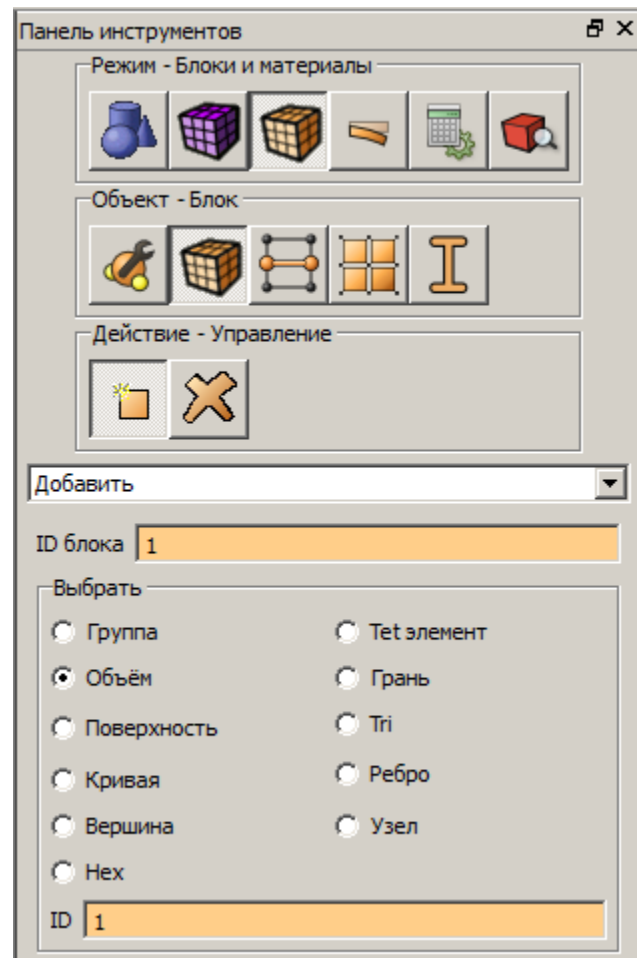 Панель инструментов
Режим - Блоки и материалы
Объект - Блок
Действие - Управление
Добавить
ID блока 1
Выбрать
Группа Tet элемент
Объём Грань
Поверхность Tri
Кривая Ребро
Вершина Узел
Hex
ID 1